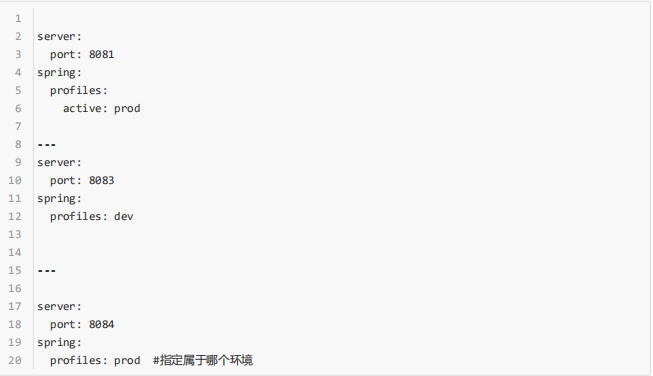 1
2 server:
3   port: 8081
4 spring:
5   profiles:
6     active: prod
7
8 ---
9 server:
10   port: 8083
11 spring:
12   profiles: dev
13
14
15 ---
16
17 server:
18   port: 8084
19 spring:
20   profiles: prod  #指定属于哪个环境